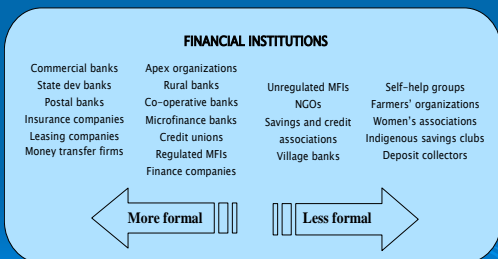 FINANCIAL INSTITUTIONS
Commercial banks
State dev banks
Postal banks
Insurance companies
Leasing companies
Money transfer firms
Apex organizations
Rural banks
Co-operative banks
Microfinance banks
Credit unions
Regulated MFIs
Finance companies
Unregulated MFIs
NGOs
Savings and credit
associations
Village banks
Self-help groups
Farmers' organizations
Women's associations
Indigenous savings clubs
Deposit collectors
More formal
Less formal